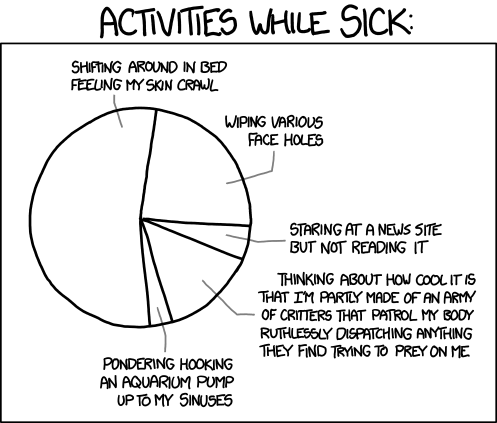 ACTIVITIES WHILE SICK:
SHIFTING AROUND IN BED
FEELING MY SKIN CRAWL
WIPING VARIOUS
FACE HOLES
STARING AT A NEWS SITE
BUT NOT READING IT
THINKING ABOUT HOW COOL IT IS
THAT I'M PARTLY MADE OF AN ARMY
OF CRITTERS THAT PATROL MY BODY
RUTHLESSLY DISPATCHING ANYTHING
THEY FIND TRYING TO PREY ON ME
PONDERING HOOKING
AN AQUARIUM PUMP
UP TO MY SINUSES